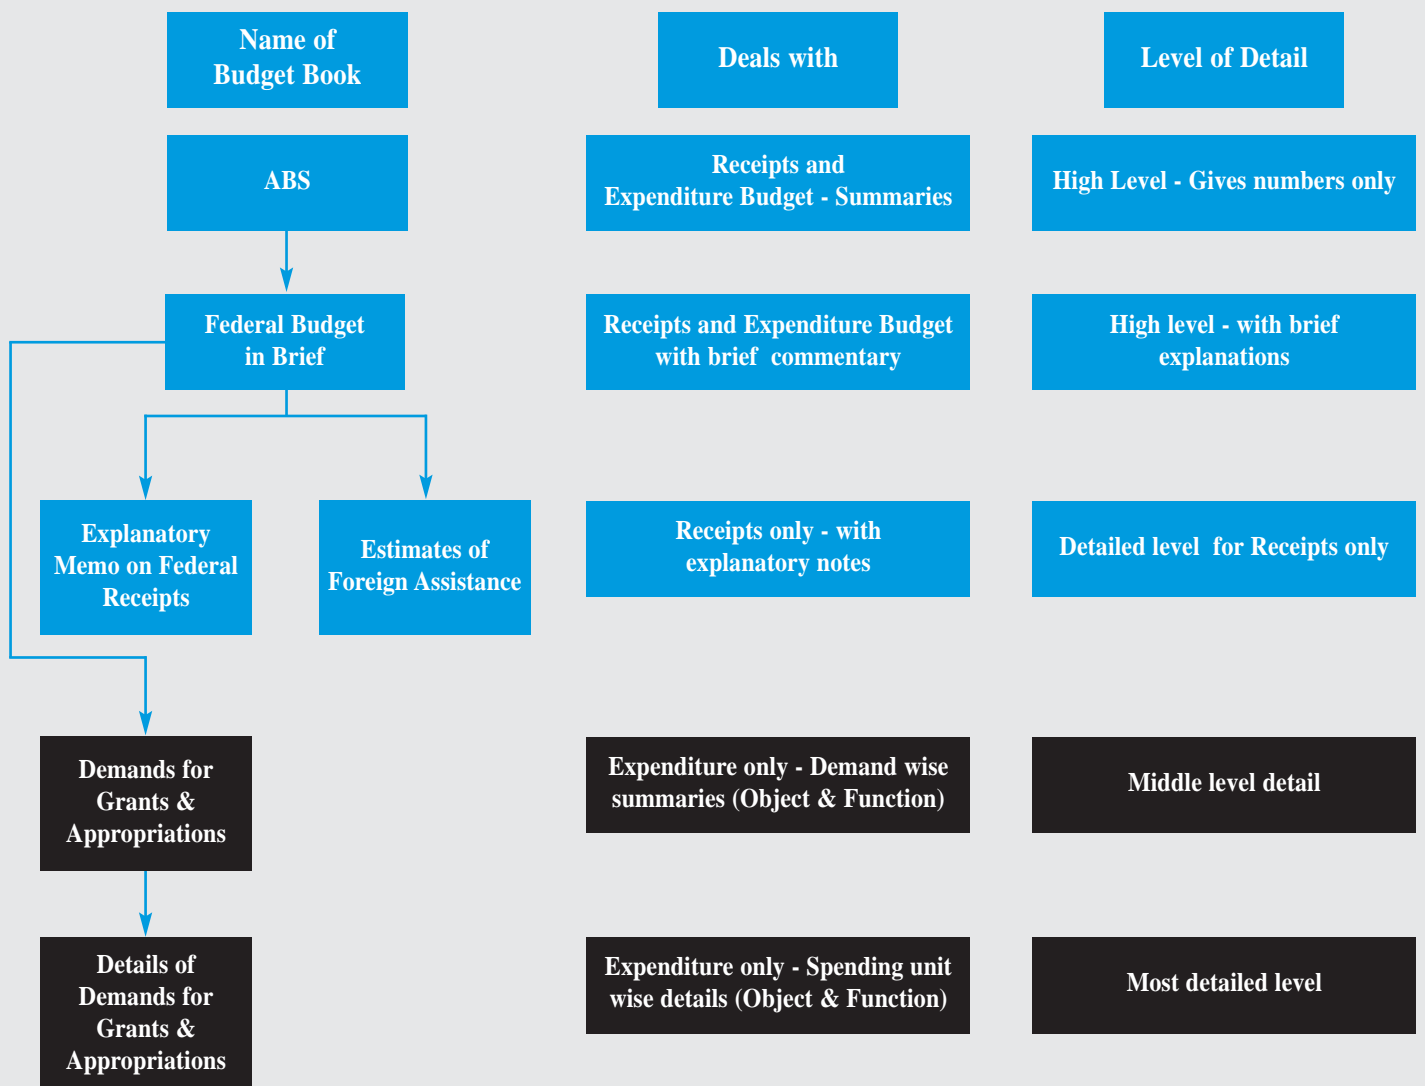 Name of
Budget Book
Deals with
Level of Detail
ABS
Receipts and
Expenditure Budget - Summaries
High Level - Gives numbers only
Federal Budget
in Brief
Receipts and Expenditure Budget
with brief commentary
High level - with brief
explanations
Explanatory
Memo on Federal
Receipts
Estimates of
Foreign Assistance
Receipts only - with
explanatory notes
Detailed level for Receipts only
Demands for
Grants &
Appropriations
Expenditure only - Demand wise
summaries (Object & Function)
Middle level detail
Details of
Demands for
Grants &
Appropriations
Expenditure only - Spending unit
wise details (Object & Function)
Most detailed level